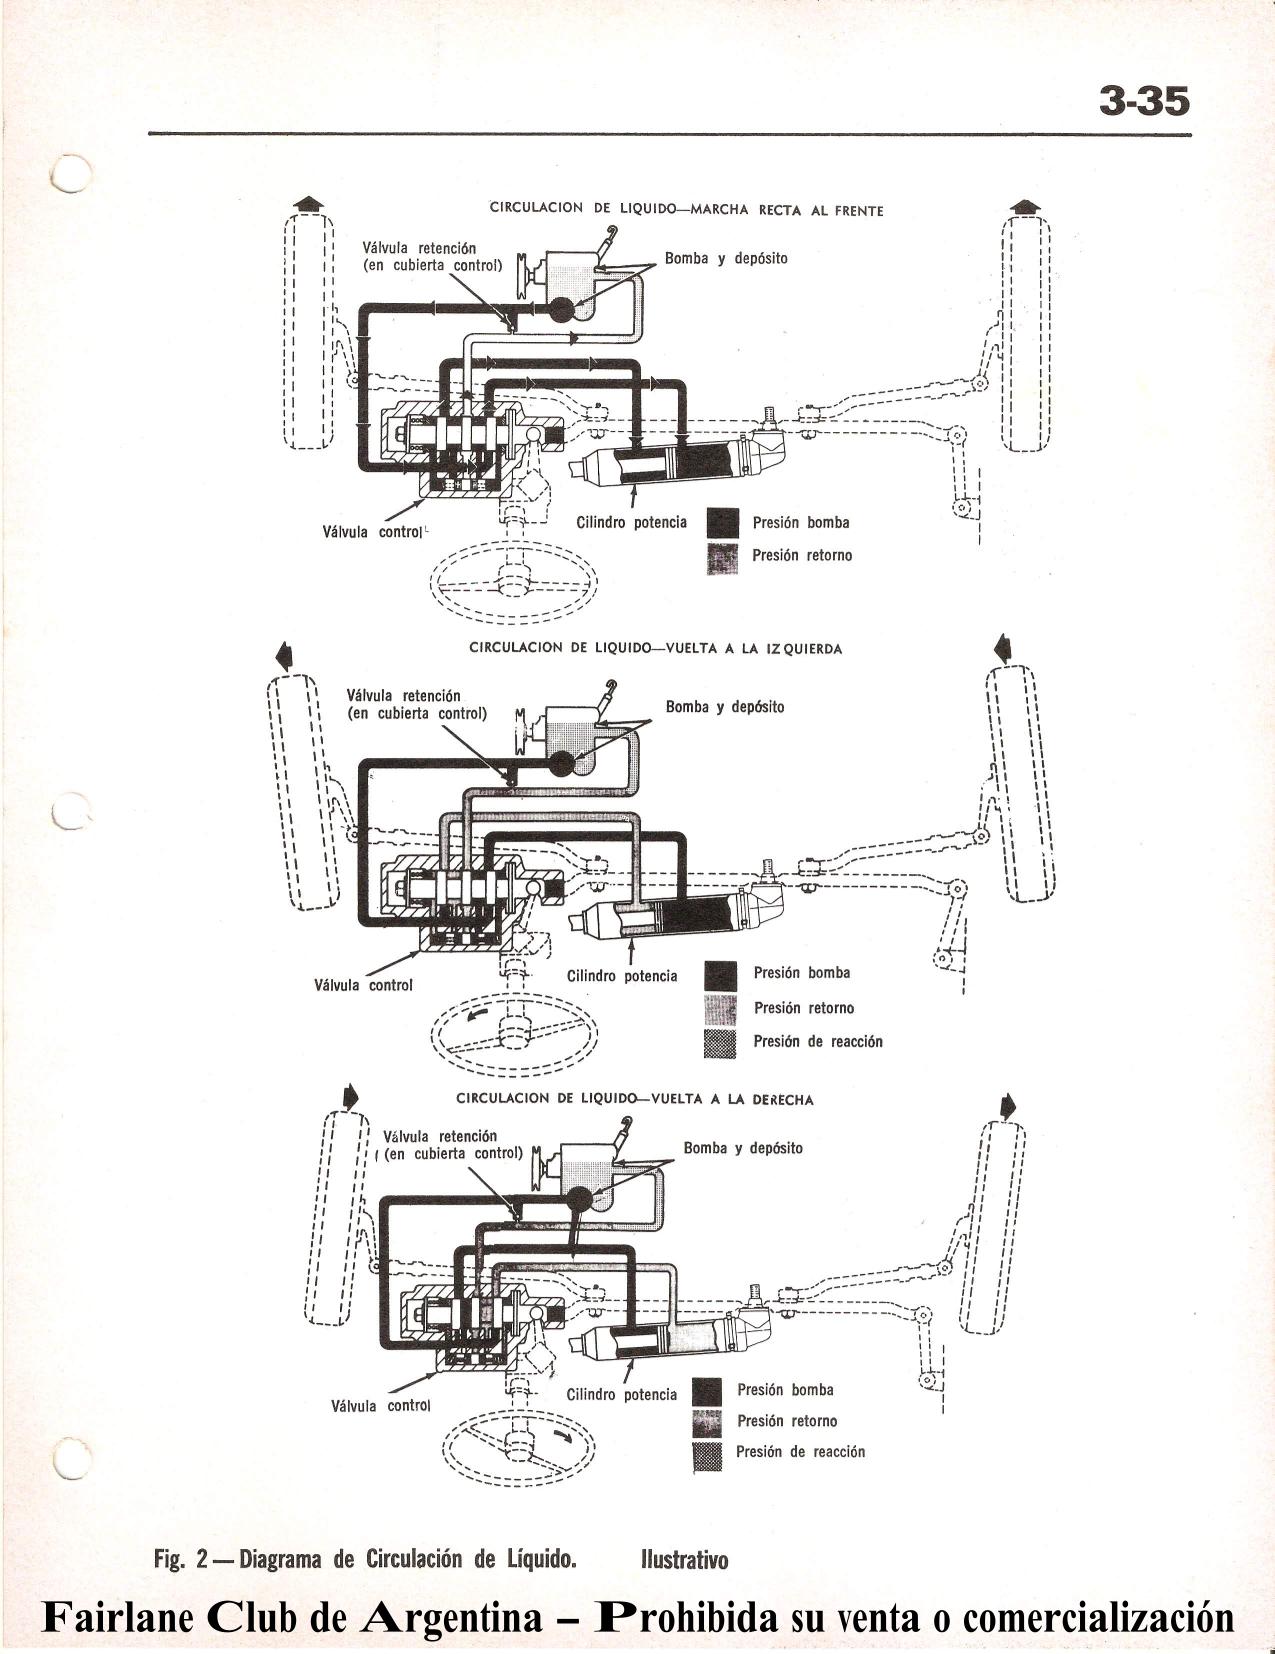 3-35
CIRCULACION DE LIQUIDO—MARCHA RECTA AL FRENTE
Válvula retención
(en cubierta control)
Bomba y depósito
Válvula control
Cilindro potencia
Presión bomba
Presión retorno
CIRCULACION DE LIQUIDO—VUELTA A LA IZQUIERDA
Válvula retención
(en cubierta control)
Bomba y depósito
Válvula control
Cilindro potencia
Presión bomba
Presión retorno
Presión de reacción
CIRCULACION DE LIQUIDO—VUELTA A LA DERECHA
Válvula retención
(en cubierta control)
Bomba y depósito
Válvula control
Cilindro potencia
Presión bomba
Presión retorno
Presión de reacción
Fig. 2 — Diagrama de Circulación de Líquido. Ilustrativo
Fairlane Club de Argentina – Prohibida su venta o comercialización